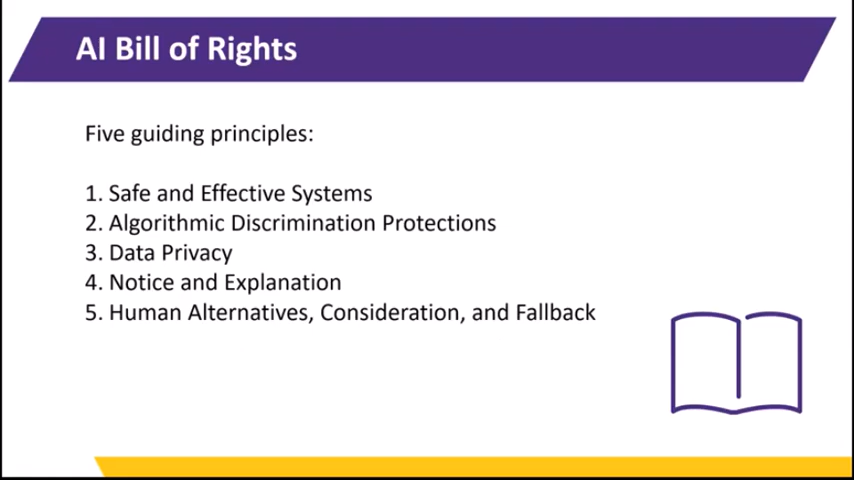 AI Bill of Rights
Five guiding principles:
1. Safe and Effective Systems
2. Algorithmic Discrimination Protections
3. Data Privacy
4. Notice and Explanation
5. Human Alternatives, Consideration, and Fallback